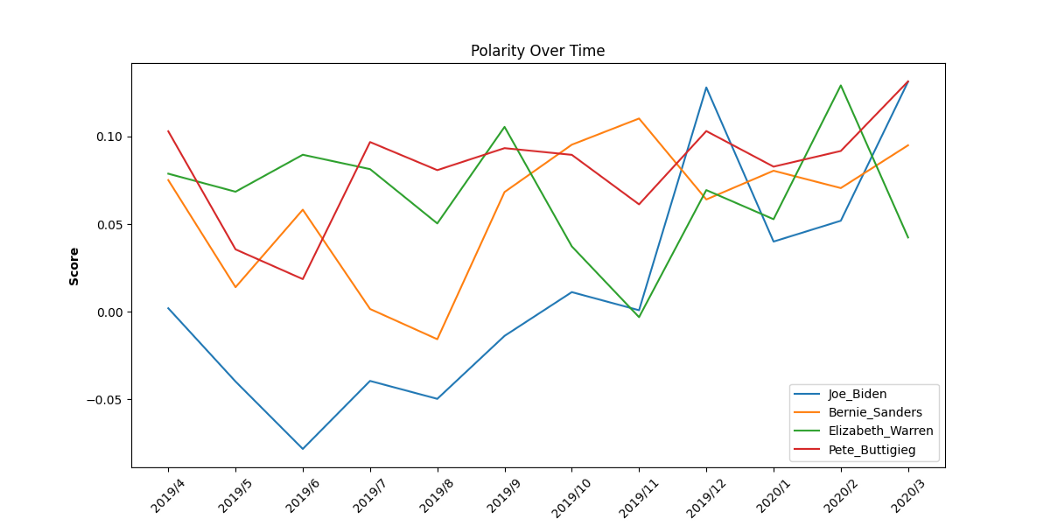 Polarity Over Time
Score
0.10
0.05
0.00
−0.05
2019/4
2019/5
2019/6
2019/7
2019/8
2019/9
2019/10
2019/11
2019/12
2020/1
2020/2
2020/3
Joe_Biden
Bernie_Sanders
Elizabeth_Warren
Pete_Buttigieg